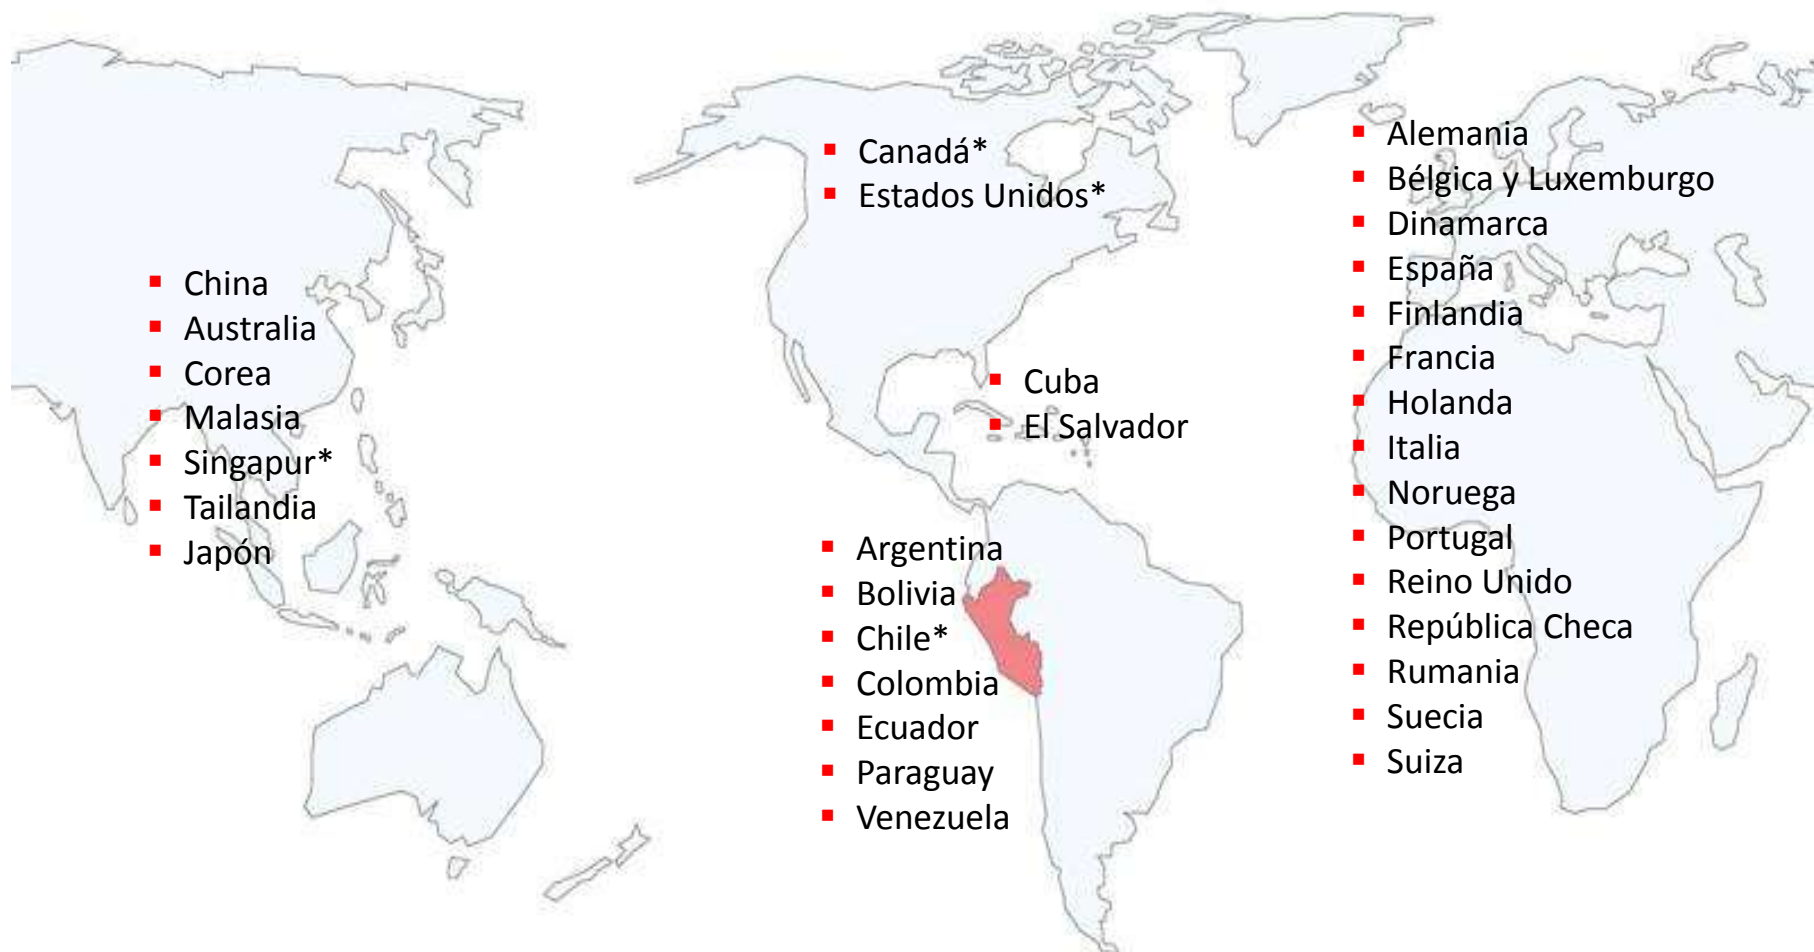 ▪ China
▪ Australia
▪ Corea
▪ Malasia
▪ Singapur*
▪ Tailandia
▪ Japón
▪ Canadá*
▪ Estados Unidos*
▪ Cuba
▪ El Salvador
▪ Argentina
▪ Bolivia
▪ Chile*
▪ Colombia
▪ Ecuador
▪ Paraguay
▪ Venezuela
▪ Alemania
▪ Bélgica y Luxemburgo
▪ Dinamarca
▪ España
▪ Finlandia
▪ Francia
▪ Holanda
▪ Italia
▪ Noruega
▪ Portugal
▪ Reino Unido
▪ República Checa
▪ Rumania
▪ Suecia
▪ Suiza